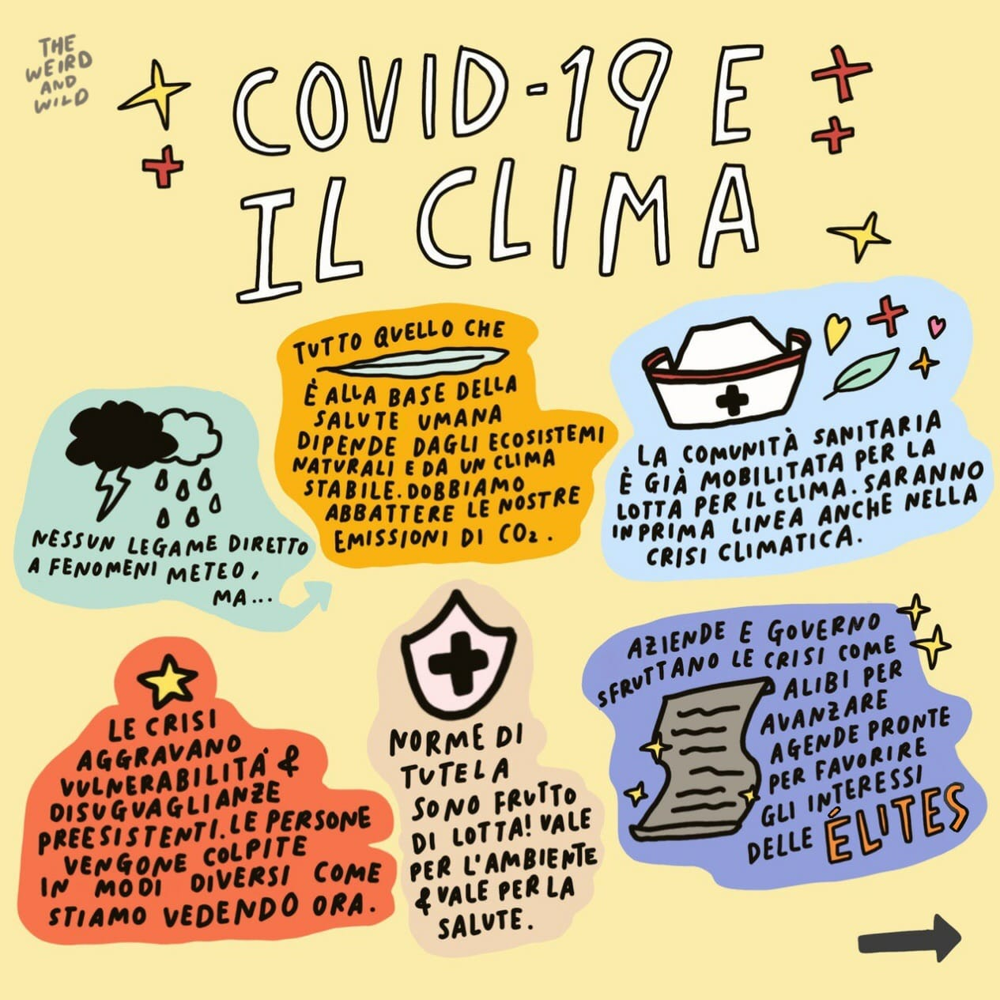 THE
WEIRD
AND
WILD
COVID-19 E
IL CLIMA
NESSUN LEGAME DIRETTO
A FENOMENI METEO,
MA...
TUTTO QUELLO CHE
È ALLA BASE DELLA
SALUTE UMANA
DIPENDE DAGLI ECOSISTEMI
NATURALI E DA UN CLIMA
STABILE. DOBBIAMO
ABBATTERE LE NOSTRE
EMISSIONI DI CO₂.
LA COMUNITÀ SANITARIA
È GIÀ MOBILITATA PER LA
LOTTA PER IL CLIMA. SARANNO
IN PRIMA LINEA ANCHE NELLA
CRISI CLIMATICA.
LE CRISI
AGGRAVANO
VULNERABILITÀ &
DISUGUAGLIANZE
PREESISTENTI. LE PERSONE
VENGONE COLPITE
IN MODI DIVERSI COME
STIAMO VEDENDO ORA.
NORME DI
TUTELA
SONO FRUTTO
DI LOTTA! VALE
PER L'AMBIENTE
& VALE PER LA
SALUTE.
AZIENDE E GOVERNO
SFRUTTANO LE CRISI COME
ALIBI PER
AVANZARE
AGENDE PRONTE
PER FAVORIRE
GLI INTERESSI
DELLE ÉLITES